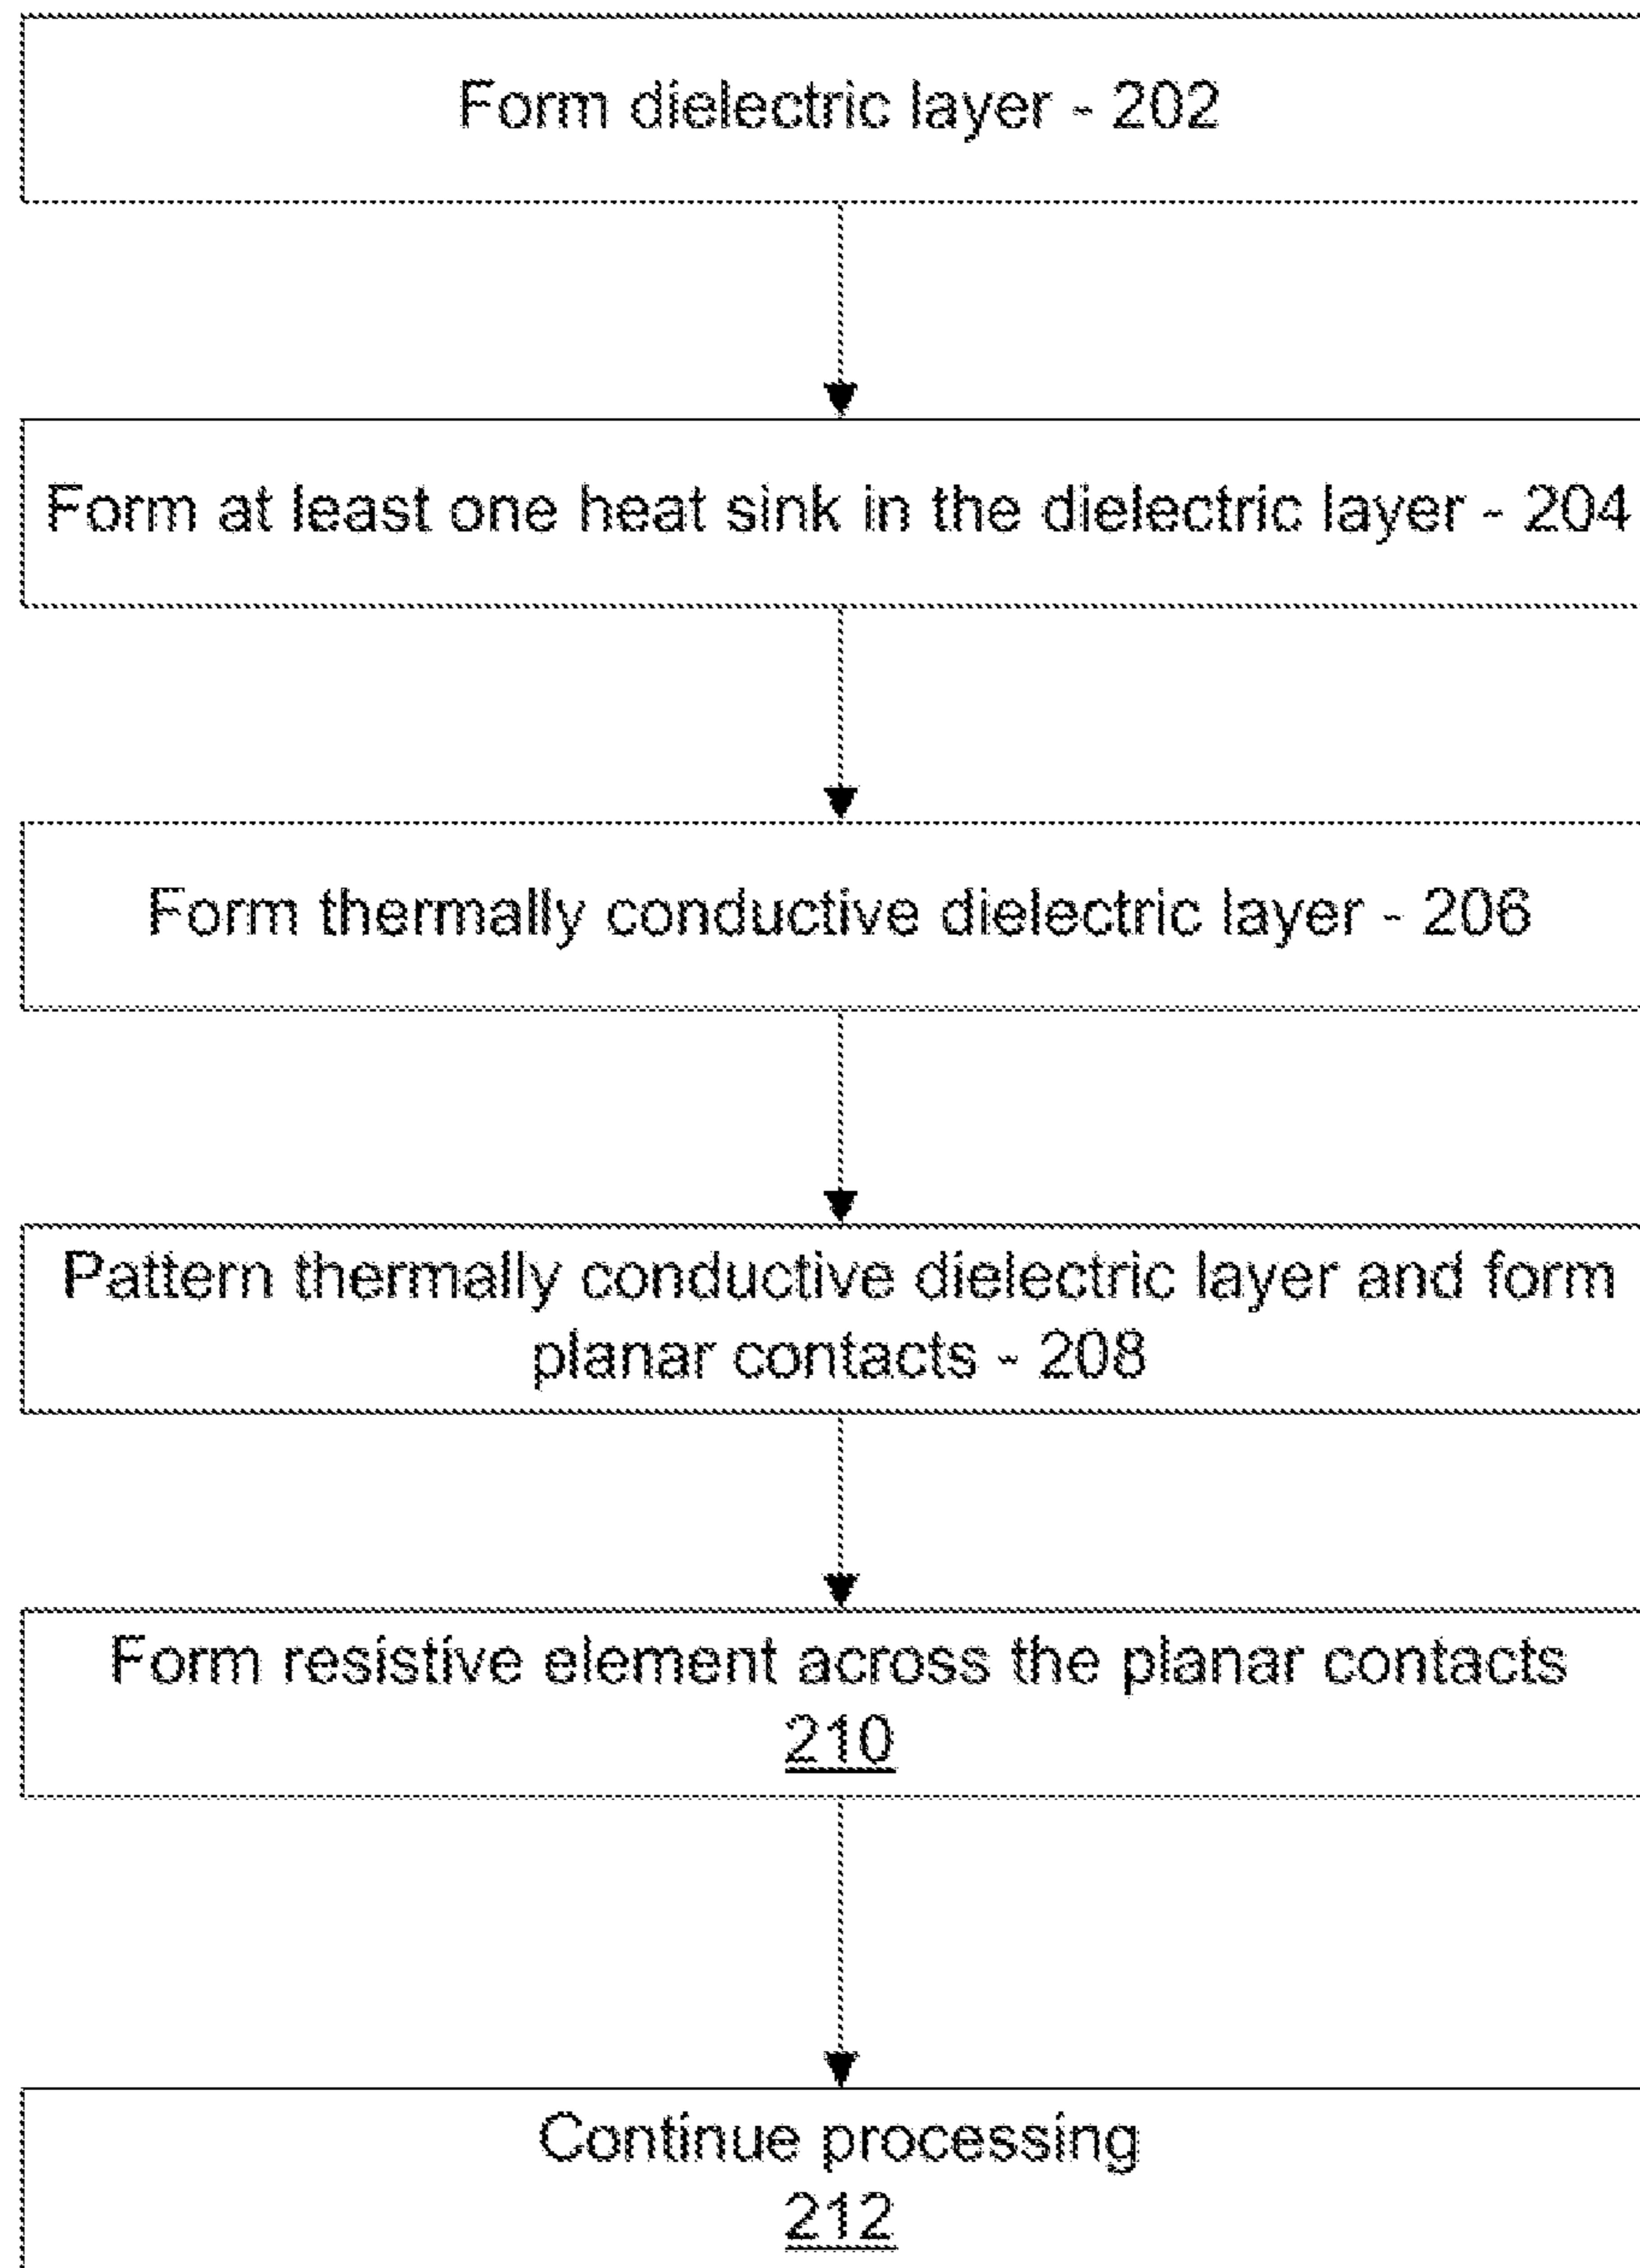 Form dielectric layer - 202
Form at least one heat sink in the dielectric layer - 204
Form thermally conductive dielectric layer - 206
Pattern thermally conductive dielectric layer and form
planar contacts - 208
Form resistive element across the planar contacts
210
Continue processing
212